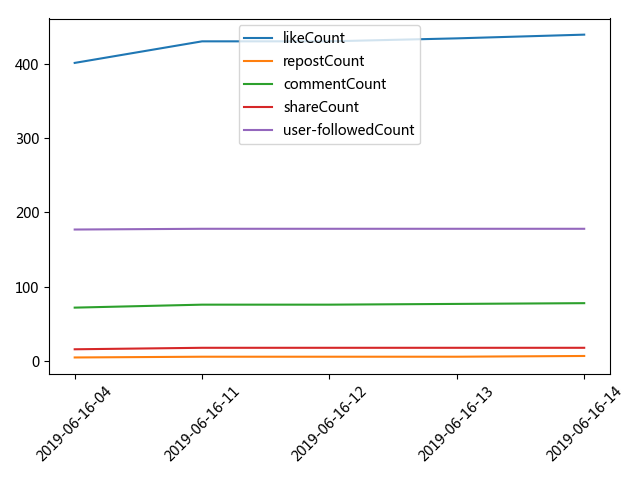 likeCount
repostCount
commentCount
shareCount
user-followedCount
400
300
200
100
0
2019-06-16-04
2019-06-16-11
2019-06-16-12
2019-06-16-13
2019-06-16-14